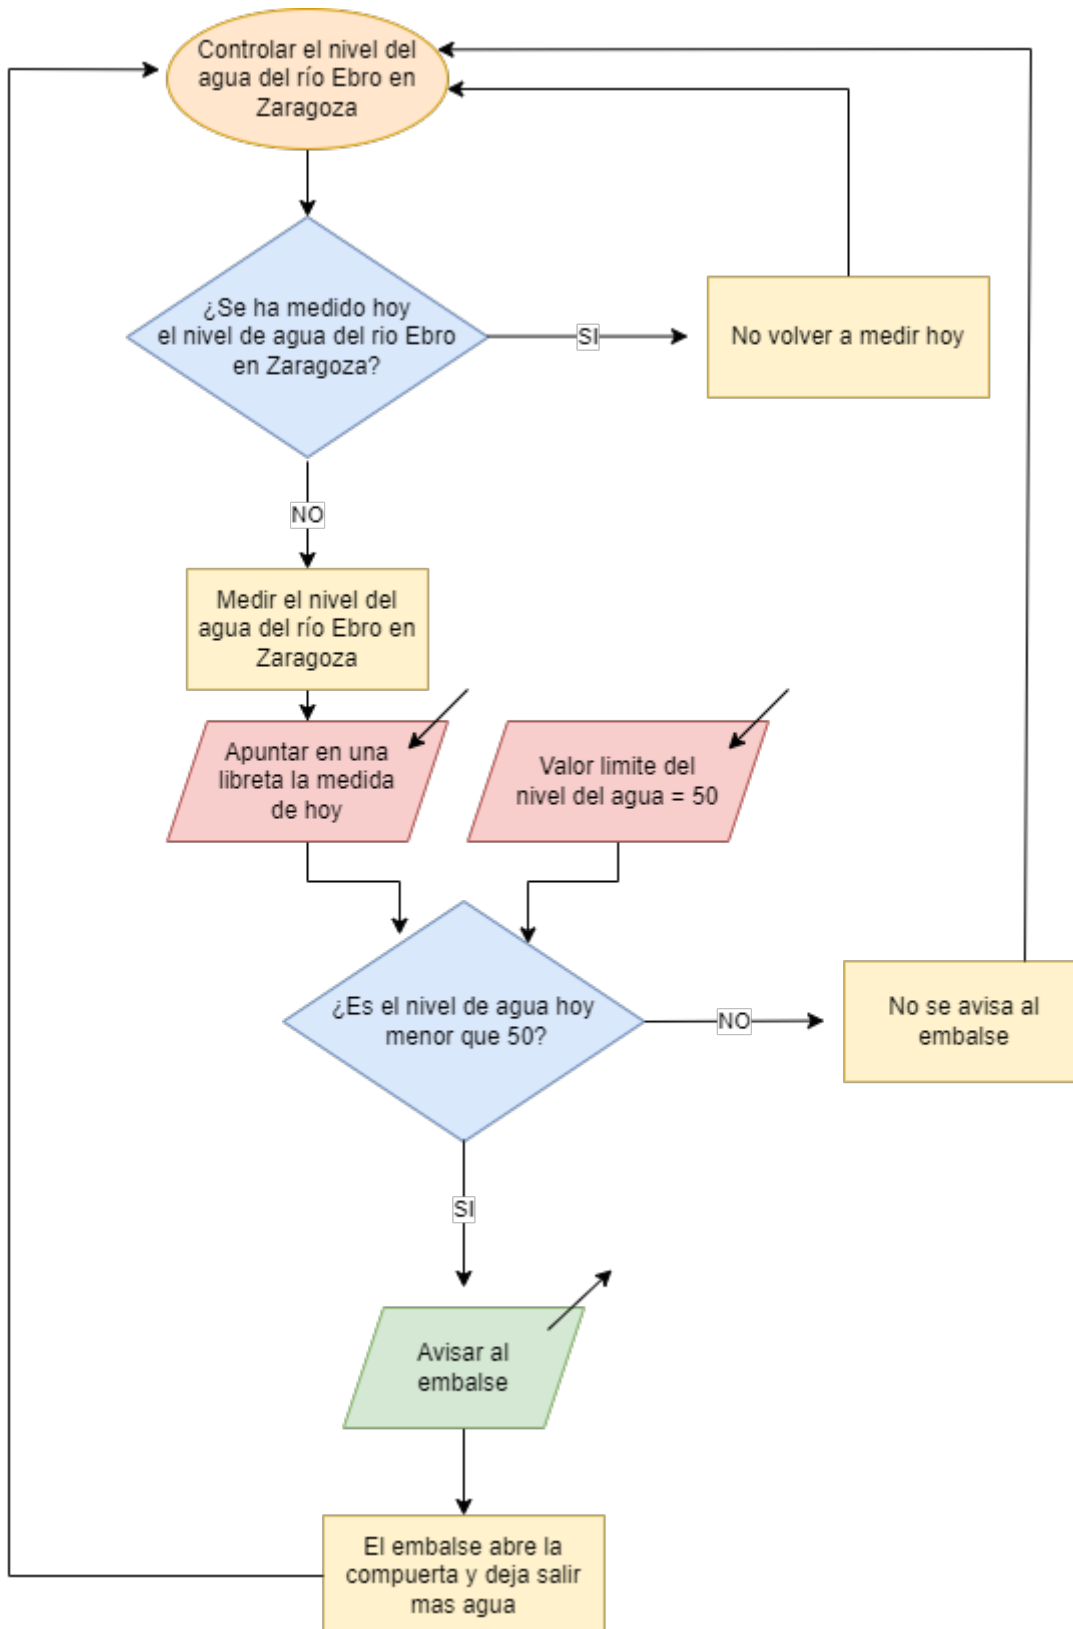 Controlar el nivel del
agua del río Ebro en
Zaragoza
¿Se ha medido hoy
el nivel de agua del rio Ebro
en Zaragoza?
SI
No volver a medir hoy
NO
Medir el nivel del
agua del río Ebro en
Zaragoza
Apuntar en una
libreta la medida
de hoy
Valor limite del
nivel del agua = 50
¿Es el nivel de agua hoy
menor que 50?
NO
No se avisa al
embalse
SI
Avisar al
embalse
El embalse abre la
compuerta y deja salir
mas agua